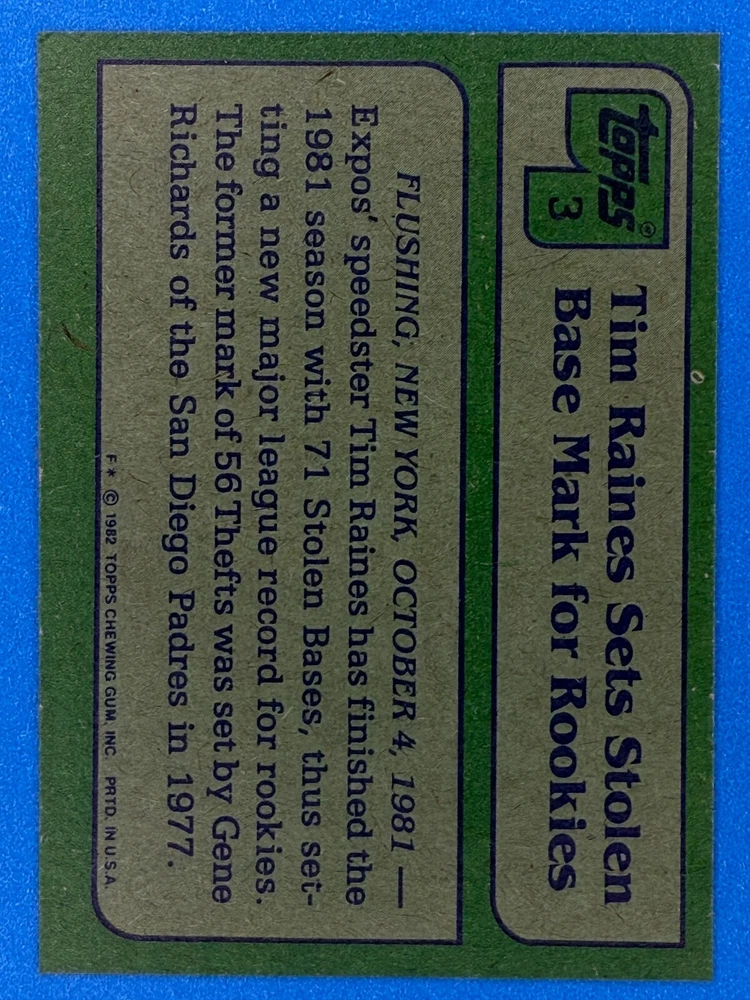 topps®
3
Tim Raines Sets Stolen
Base Mark for Rookies
FLUSHING, NEW YORK, OCTOBER 4, 1981 —
Expos' speedster Tim Raines has finished the
1981 season with 71 Stolen Bases, thus set-
ting a new major league record for rookies.
The former mark of 56 Thefts was set by Gene
Richards of the San Diego Padres in 1977.
F* © 1982 TOPPS CHEWING GUM, INC. PRTD. IN U.S.A.